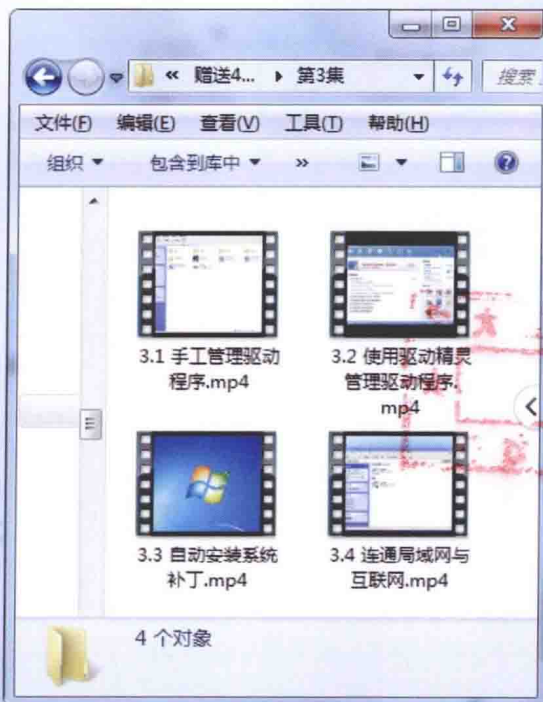 « 赠送4... ▸ 第3集
搜索
文件(F) 编辑(E) 查看(V) 工具(T) 帮助(H)
组织 包含到库中 »
3.1 手工管理驱动
程序.mp4
3.2 使用驱动精灵
管理驱动程序.
mp4
3.3 自动安装系统
补丁.mp4
3.4 连通局域网与
互联网.mp4
4 个对象